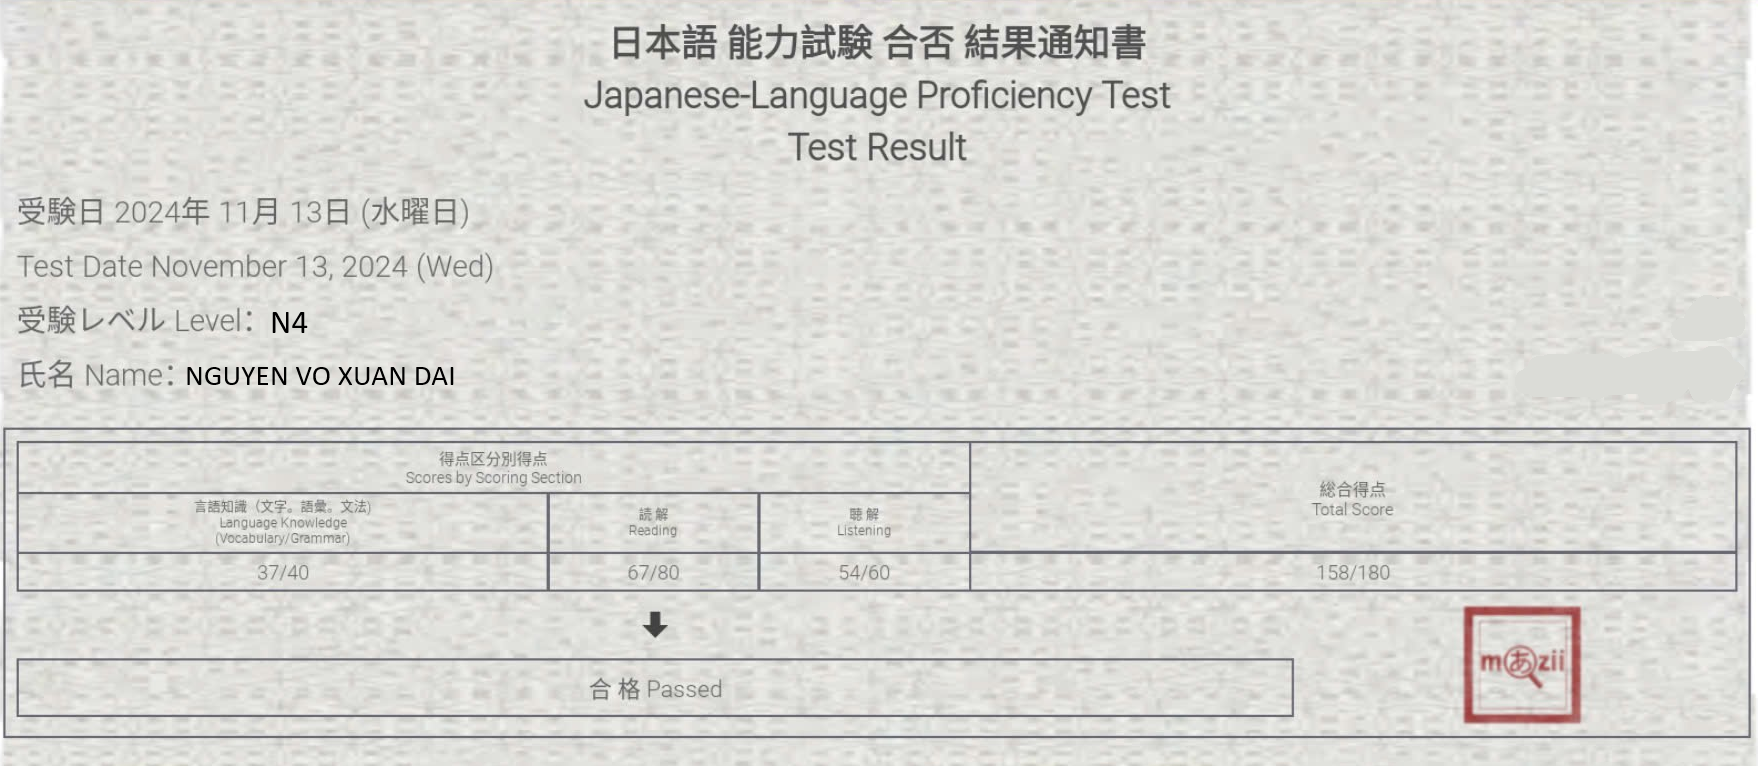 日本語 能力試験 合否 結果通知書
Japanese-Language Proficiency Test
Test Result
受験日 2024年 11月 13日 (水曜日)
Test Date November 13, 2024 (Wed)
受験レベル Level: N4
氏名 Name: NGUYEN VO XUAN DAI
得点区分別得点
Scores by Scoring Section
総合得点
Total Score
言語知識（文字。語彙。文法)
Language Knowledge
(Vocabulary/Grammar)
読 解
Reading
聴 解
Listening
37/40
67/80
54/60
158/180
合 格 Passed
mあzii